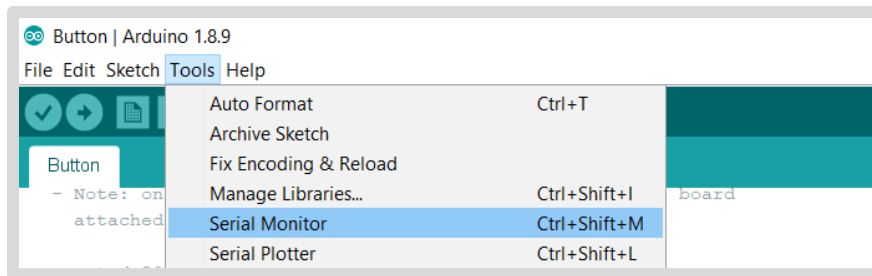 Button | Arduino 1.8.9
File Edit Sketch Tools Help
Auto Format Ctrl+T
Archive Sketch
Button
Fix Encoding & Reload
- Note: on
Manage Libraries... Ctrl+Shift+I
board
attached
Serial Monitor Ctrl+Shift+M
Serial Plotter Ctrl+Shift+L